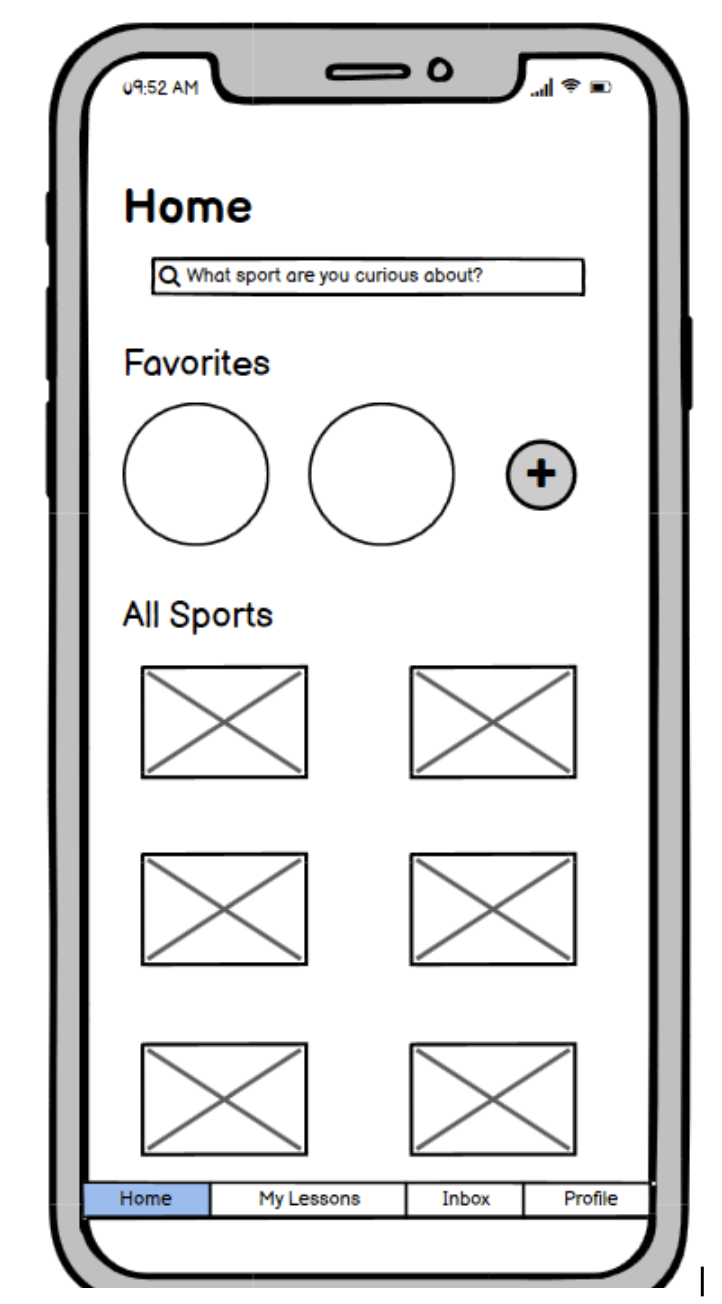 09:52 AM
Home
What sport are you curious about?
Favorites
+
All Sports
Home My Lessons Inbox Profile